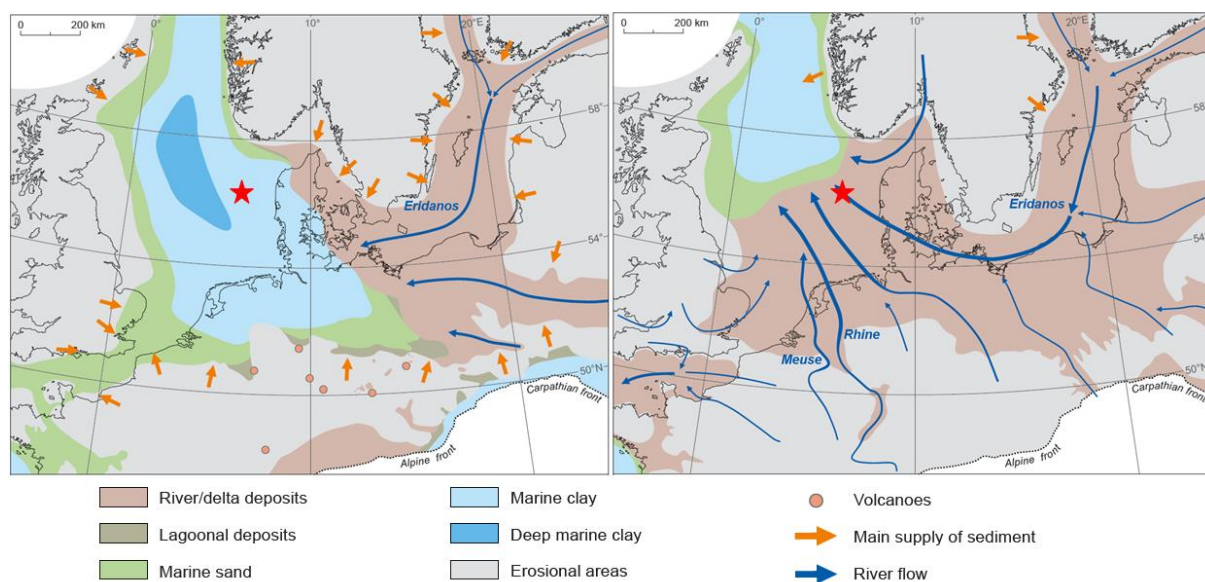 0 200 km
0°
10°
20°E
58°
54°
50°N
Eridanos
Carpathian front
Alpine front
0 200 km
0°
10°
20°E
58°
54°
50°N
Eridanos
Rhine
Meuse
Carpathian front
Alpine front
River/delta deposits
Lagoonal deposits
Marine sand
Marine clay
Deep marine clay
Erosional areas
Volcanoes
Main supply of sediment
River flow